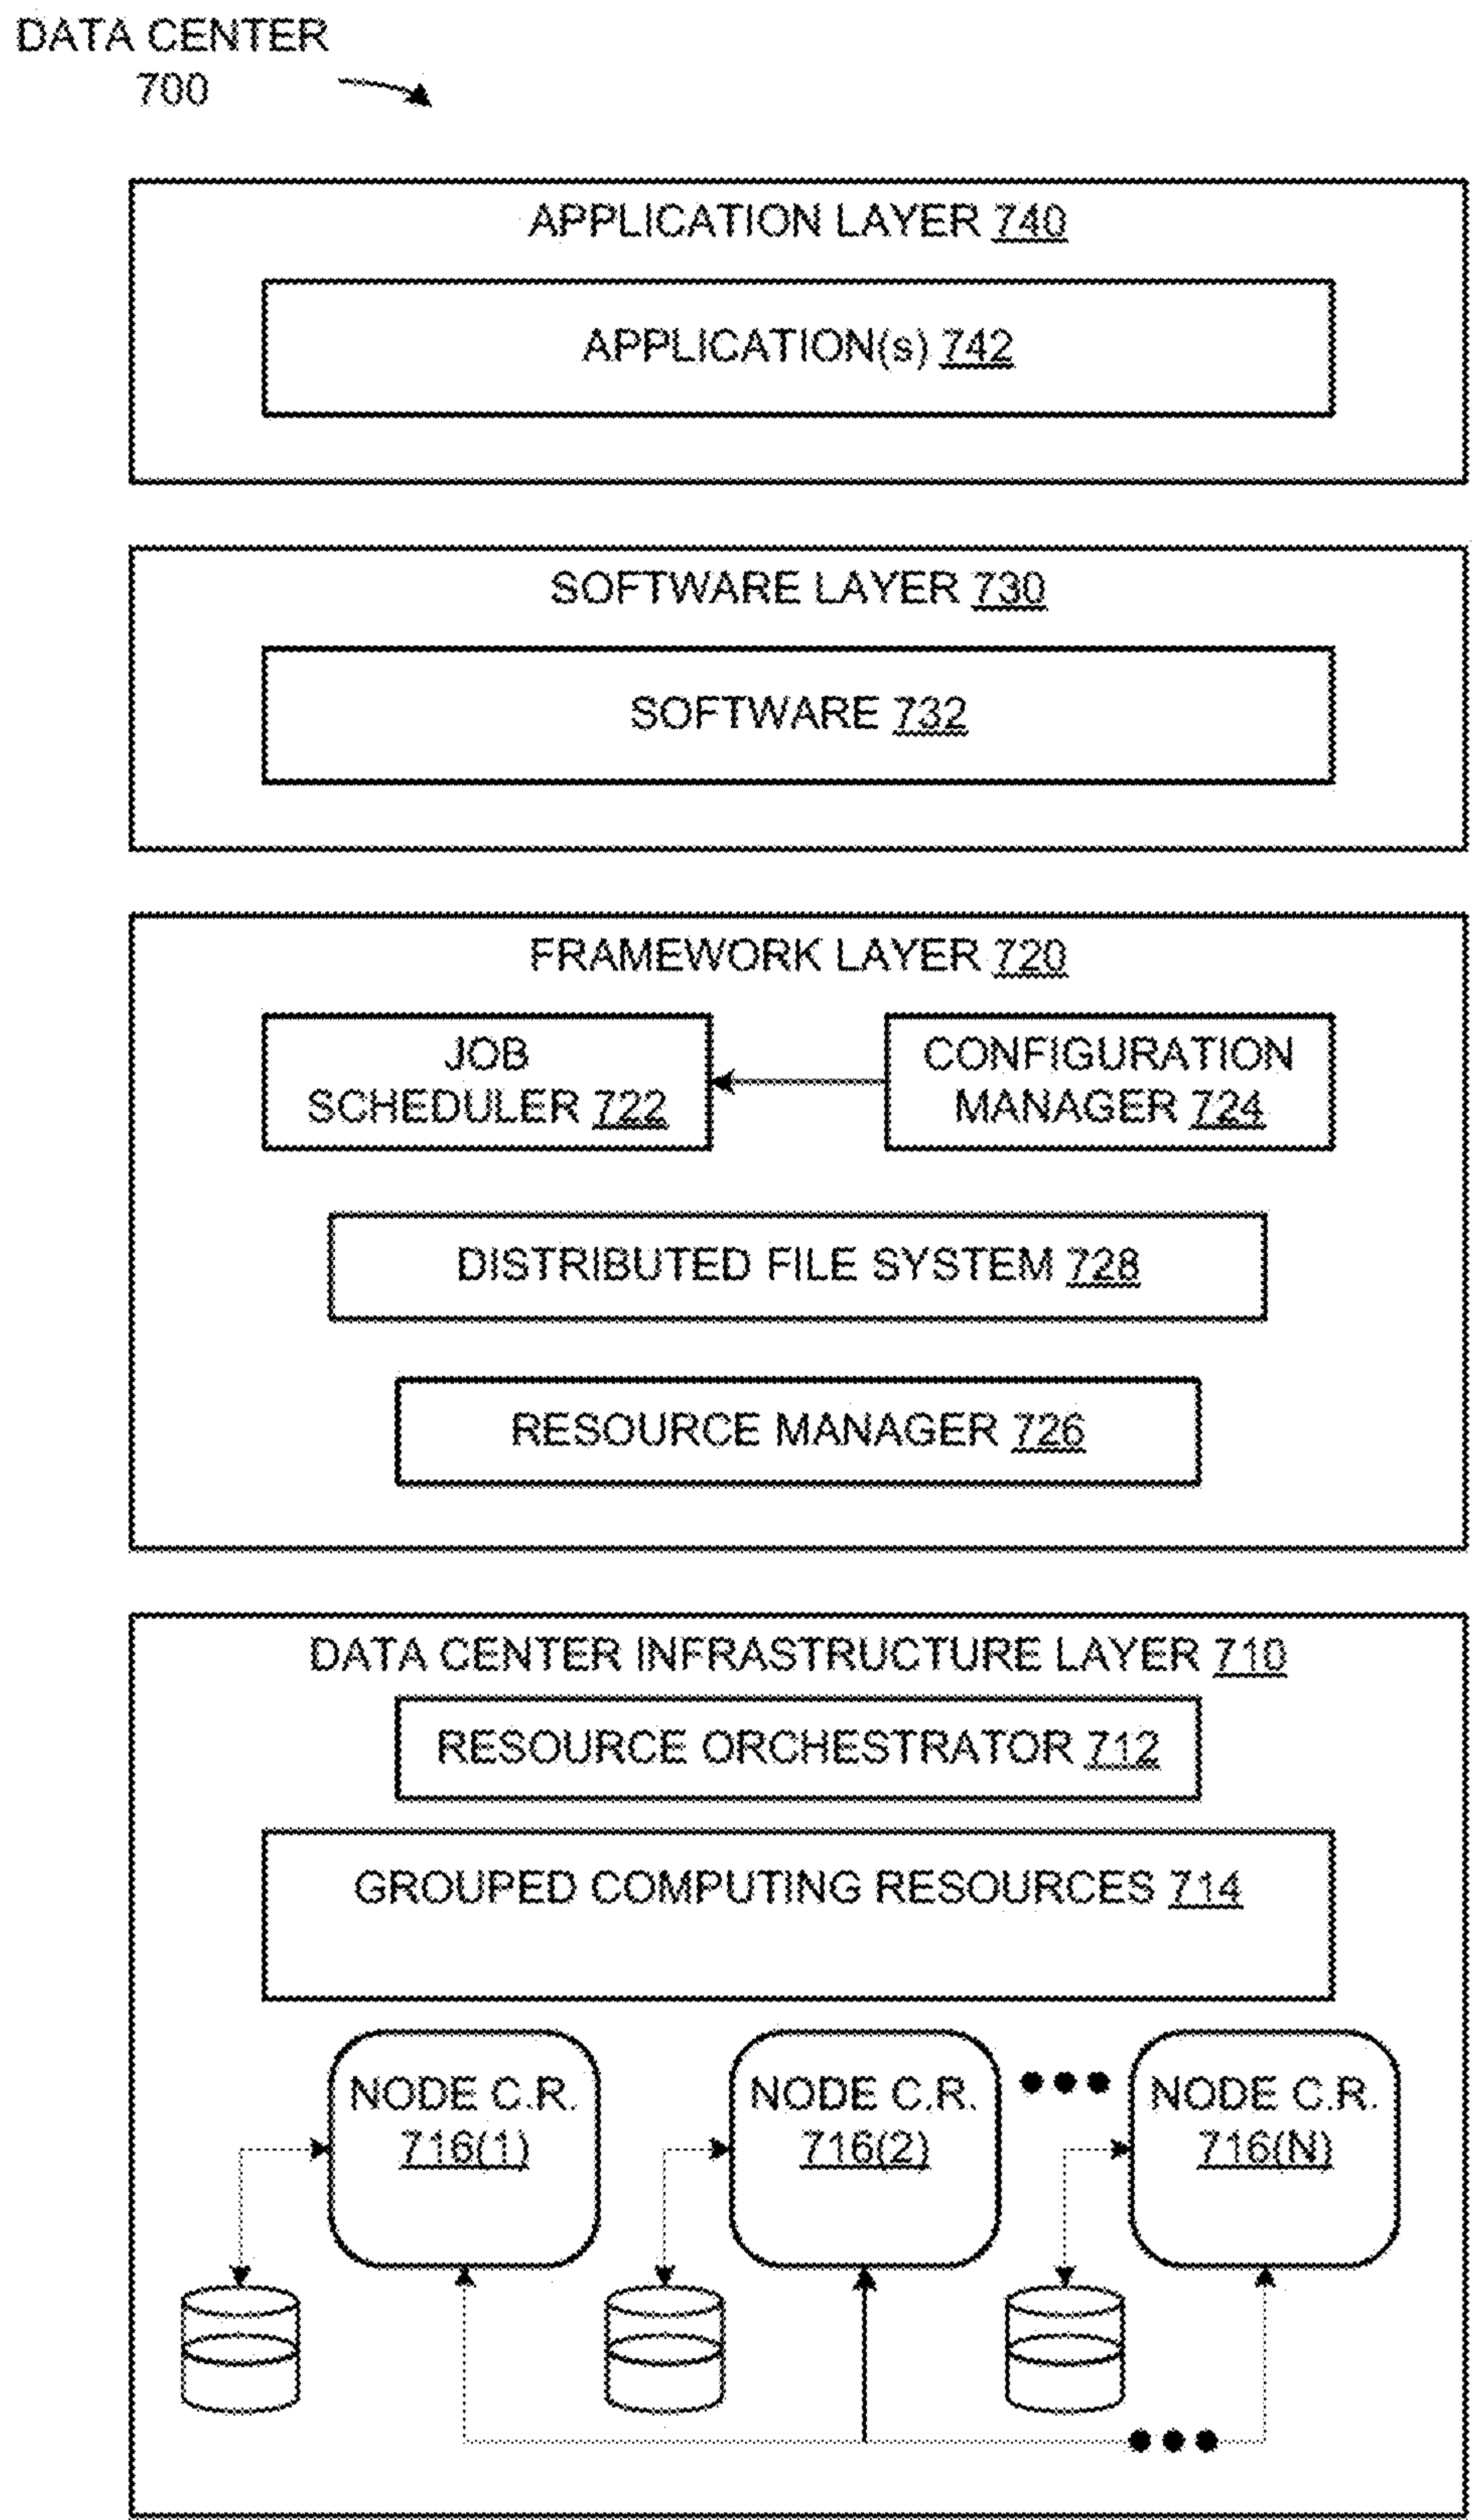 DATA CENTER
700
APPLICATION LAYER 740
APPLICATION(s) 742
SOFTWARE LAYER 730
SOFTWARE 732
FRAMEWORK LAYER 720
JOB
SCHEDULER 722
CONFIGURATION
MANAGER 724
DISTRIBUTED FILE SYSTEM 728
RESOURCE MANAGER 726
DATA CENTER INFRASTRUCTURE LAYER 710
RESOURCE ORCHESTRATOR 712
GROUPED COMPUTING RESOURCES 714
NODE C.R.
716(1)
NODE C.R.
716(2)
NODE C.R.
716(N)